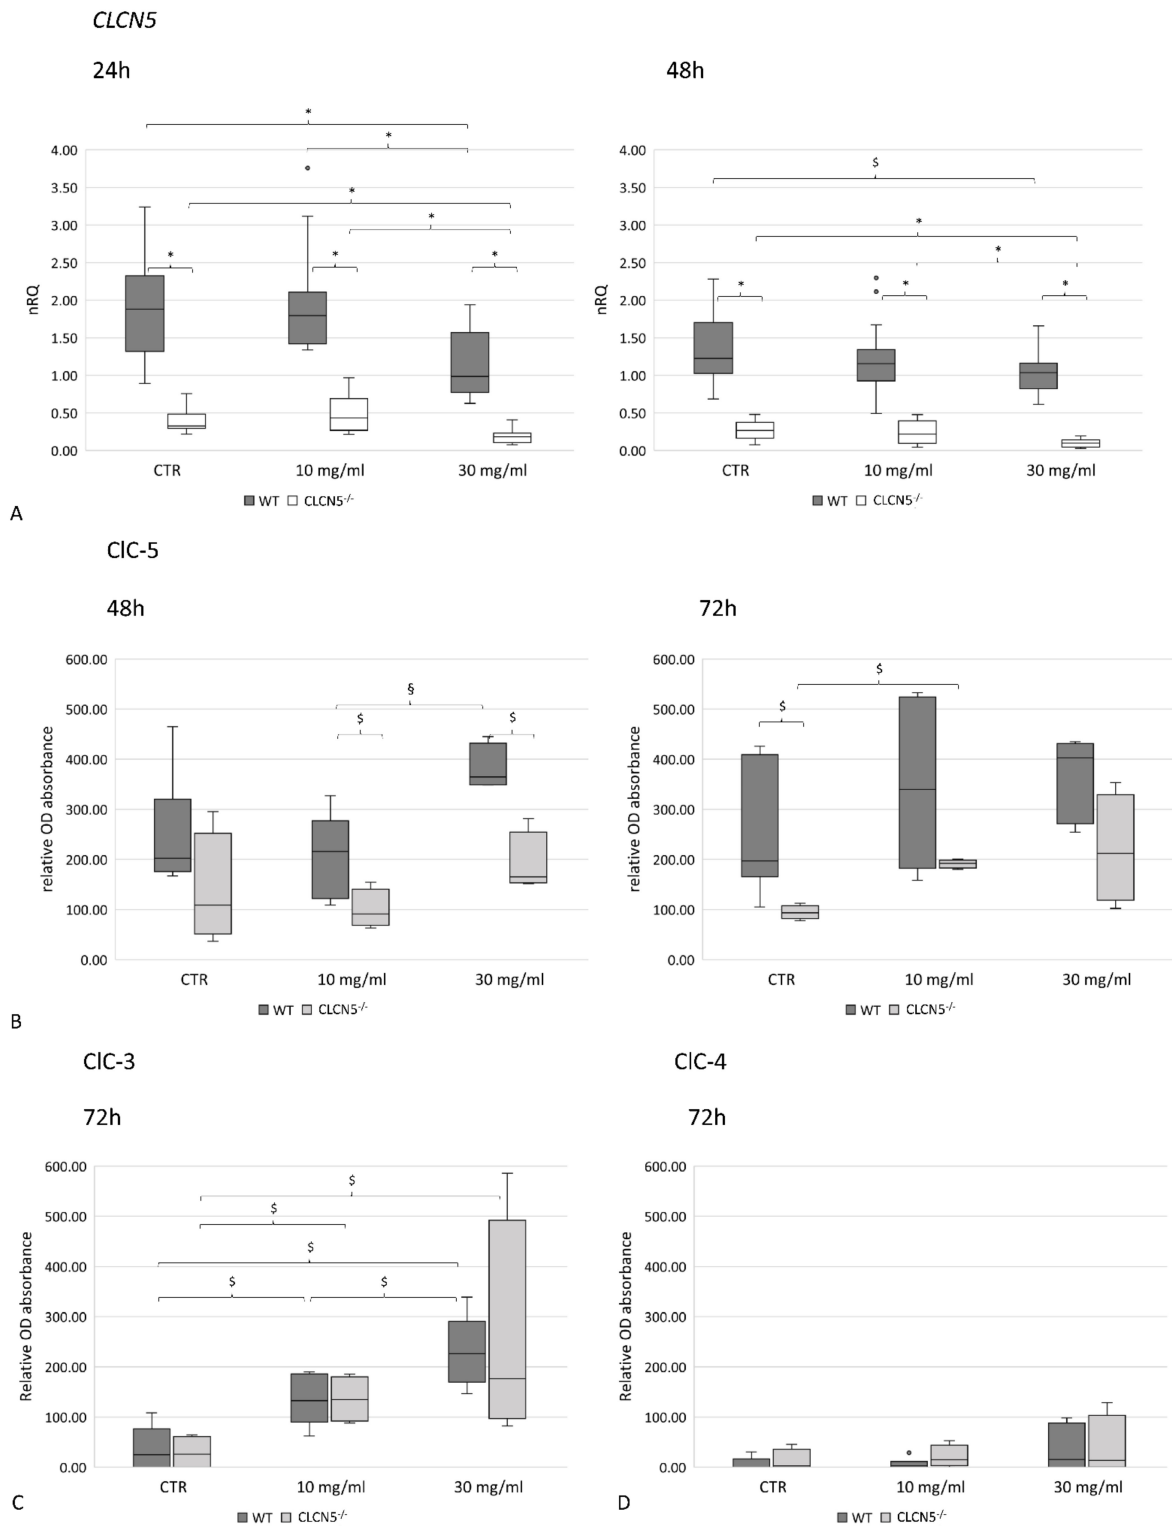 CLCN5
24h
48h
* * * * * * *
nRQ
4.00
3.50
3.00
2.50
2.00
1.50
1.00
0.50
0.00
CTR 10 mg/ml 30 mg/ml
WT CLCN5-/-
$ * * * * *
nRQ
4.00
3.50
3.00
2.50
2.00
1.50
1.00
0.50
0.00
CTR 10 mg/ml 30 mg/ml
WT CLCN5-/-
A
ClC-5
48h
72h
§ $ $
relative OD absorbance
600.00
500.00
400.00
300.00
200.00
100.00
0.00
CTR 10 mg/ml 30 mg/ml
WT CLCN5-/-
$ $
relative OD absorbance
600.00
500.00
400.00
300.00
200.00
100.00
0.00
CTR 10 mg/ml 30 mg/ml
WT CLCN5-/-
B
ClC-3
72h
ClC-4
72h
$ $ $ $ $
Relative OD absorbance
600.00
500.00
400.00
300.00
200.00
100.00
0.00
CTR 10 mg/ml 30 mg/ml
WT CLCN5-/-
C
Relative OD absorbance
600.00
500.00
400.00
300.00
200.00
100.00
0.00
CTR 10 mg/ml 30 mg/ml
WT CLCN5-/-
D